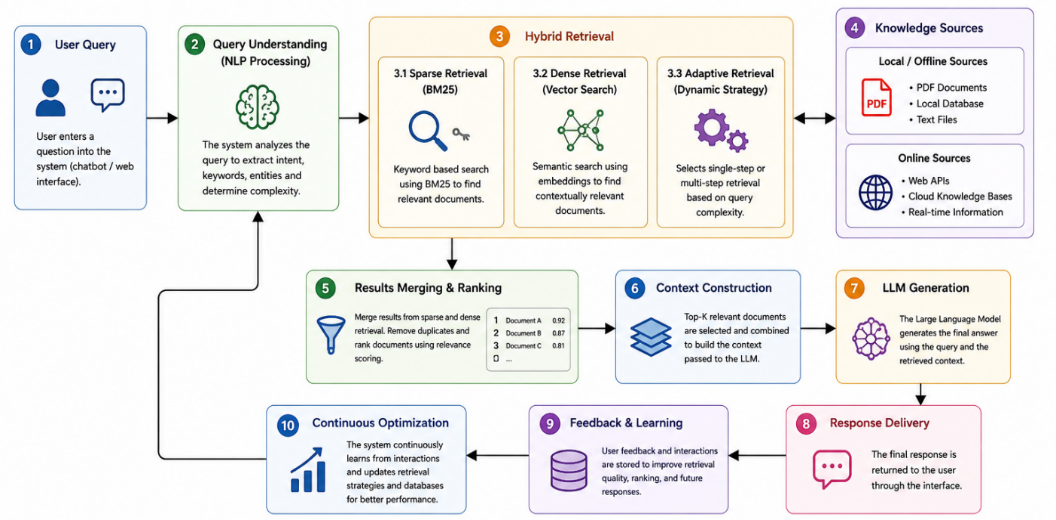 1 User Query
User enters a
question into the
system (chatbot / web
interface).
2 Query Understanding
(NLP Processing)
The system analyzes the
query to extract intent,
keywords, entities and
determine complexity.
3 Hybrid Retrieval
3.1 Sparse Retrieval
(BM25)
Keyword based search
using BM25 to find
relevant documents.
3.2 Dense Retrieval
(Vector Search)
Semantic search using
embeddings to find
contextually relevant
documents.
3.3 Adaptive Retrieval
(Dynamic Strategy)
Selects single-step or
multi-step retrieval
based on query
complexity.
4 Knowledge Sources
Local / Offline Sources
PDF
• PDF Documents
• Local Database
• Text Files
Online Sources
• Web APIs
• Cloud Knowledge Bases
• Real-time Information
5 Results Merging & Ranking
Merge results from sparse and dense
retrieval. Remove duplicates and
rank documents using relevance
scoring.
1 Document A 0.92
2 Document B 0.87
3 Document C 0.81
...
6 Context Construction
Top-K relevant documents
are selected and combined
to build the context
passed to the LLM.
7 LLM Generation
The Large Language Model
generates the final answer
using the query and the
retrieved context.
8 Response Delivery
The final response is
returned to the user
through the interface.
9 Feedback & Learning
User feedback and interactions
are stored to improve retrieval
quality, ranking, and future
responses.
10 Continuous Optimization
The system continuously
learns from interactions
and updates retrieval
strategies and databases
for better performance.